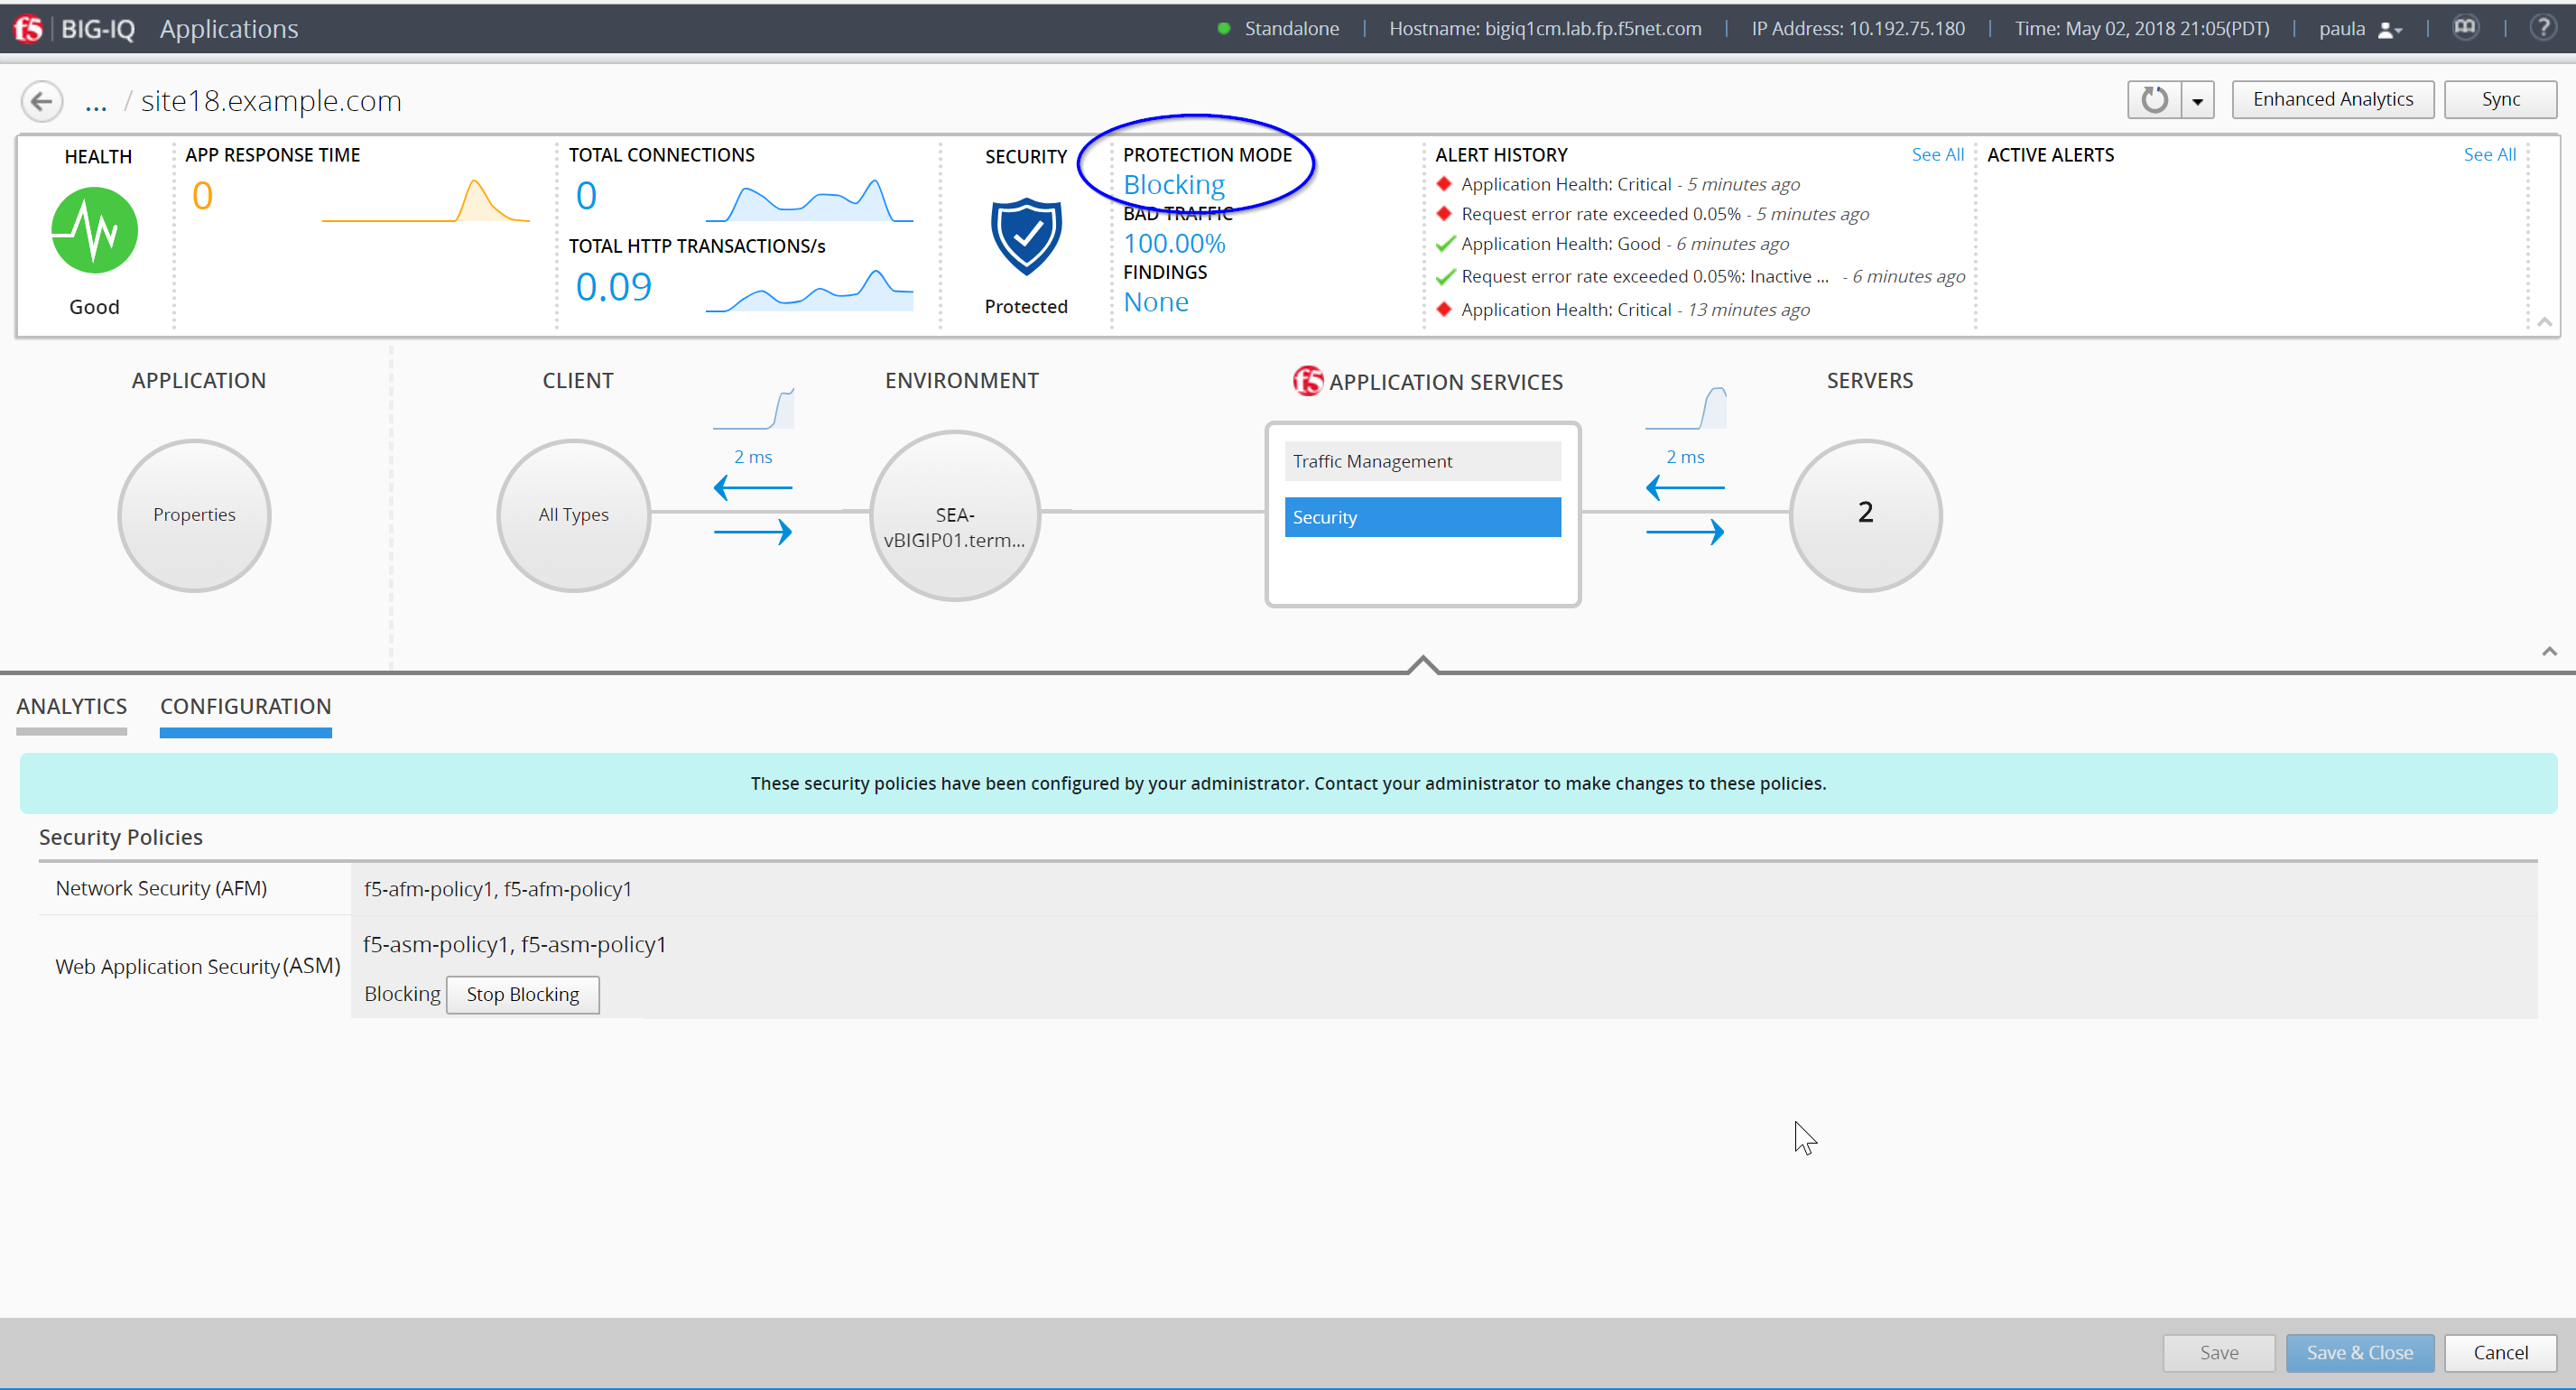 f5 BIG-IQ Applications Standalone Hostname: bigiq1cm.lab.fp.f5net.com IP Address: 10.192.75.180 Time: May 02, 2018 21:05(PDT) paula ?
... / site18.example.com Enhanced Analytics Sync
HEALTH
Good
APP RESPONSE TIME
0
TOTAL CONNECTIONS
0
TOTAL HTTP TRANSACTIONS/s
0.09
SECURITY
Protected
PROTECTION MODE
Blocking
BAD TRAFFIC
100.00%
FINDINGS
None
ALERT HISTORY See All
Application Health: Critical - 5 minutes ago
Request error rate exceeded 0.05% - 5 minutes ago
Application Health: Good - 6 minutes ago
Request error rate exceeded 0.05%: Inactive ... - 6 minutes ago
Application Health: Critical - 13 minutes ago
ACTIVE ALERTS See All
APPLICATION
Properties
CLIENT
All Types
2 ms
ENVIRONMENT
SEA-
vBIGIP01.term...
f5 APPLICATION SERVICES
Traffic Management
Security
2 ms
SERVERS
2
ANALYTICS CONFIGURATION
These security policies have been configured by your administrator. Contact your administrator to make changes to these policies.
Security Policies
Network Security (AFM) f5-afm-policy1, f5-afm-policy1
Web Application Security (ASM) f5-asm-policy1, f5-asm-policy1
Blocking Stop Blocking
Save Save & Close Cancel